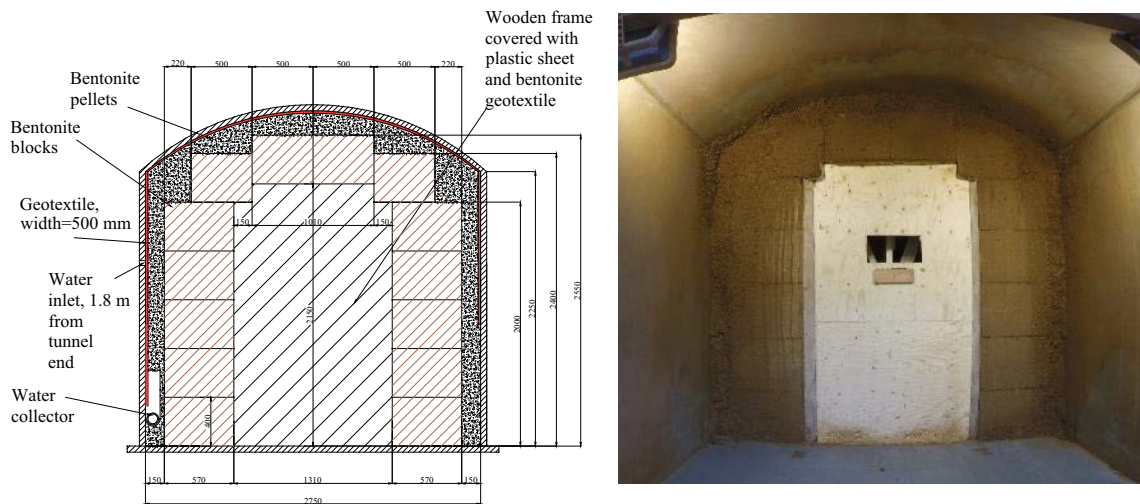 Wooden frame
covered with
plastic sheet
and bentonite
geotextile
220 500 500 500 500 220
Bentonite
pellets
Bentonite
blocks
Geotextile,
width=500 mm
Water
inlet, 1.8 m
from
tunnel
end
Water
collector
150 1010 150
2150
400
2000
2250
2400
2550
150 570 1310 570 150
2750